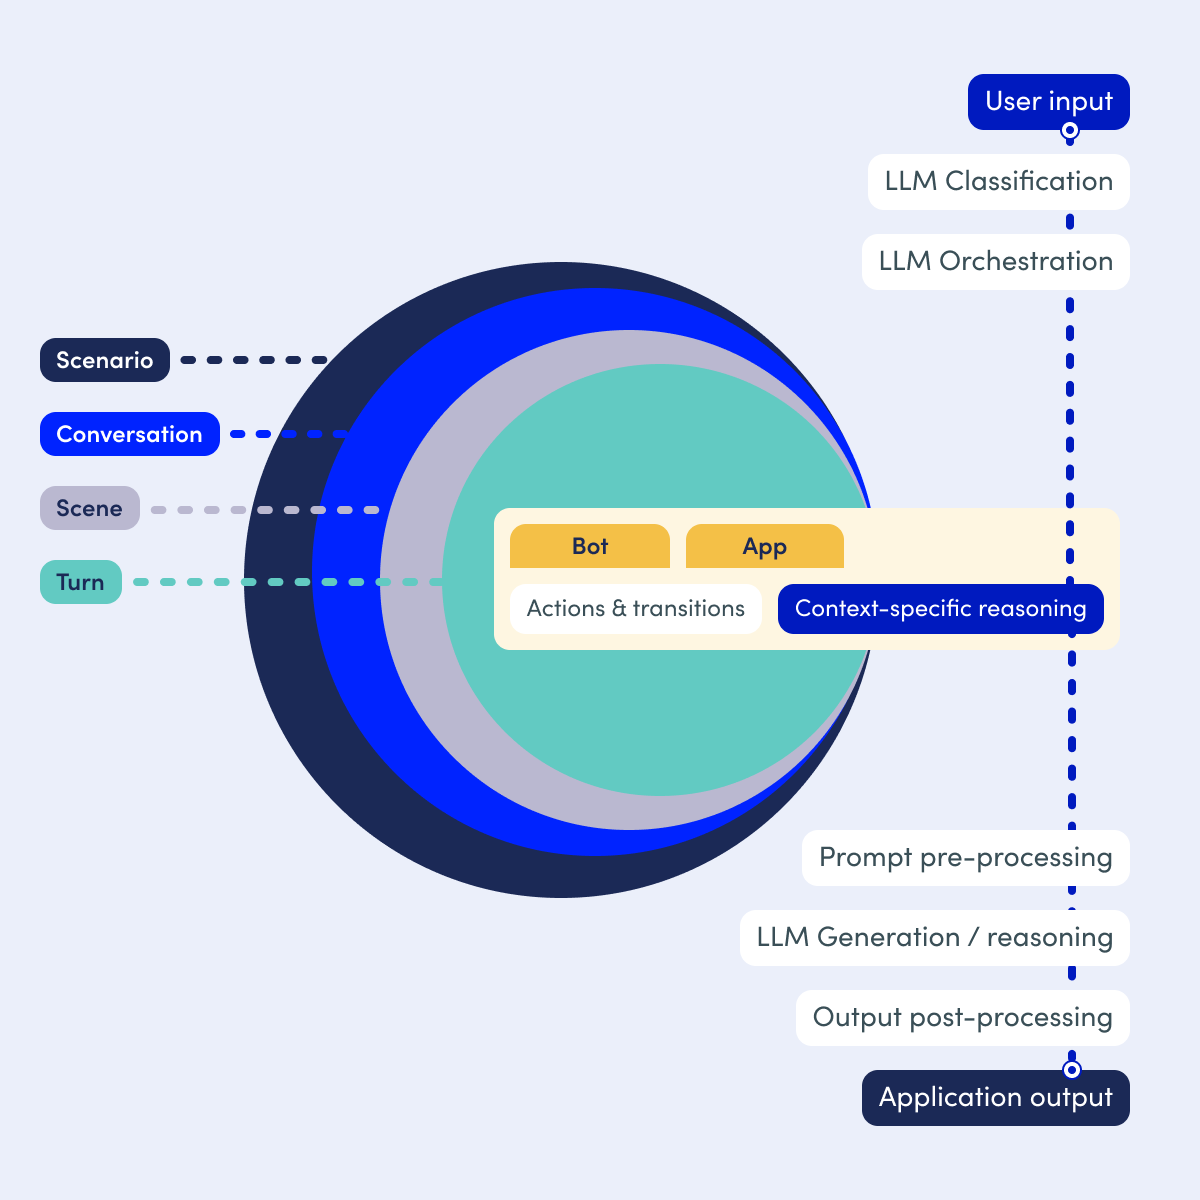 User input
LLM Classification
LLM Orchestration
Scenario
Conversation
Scene
Turn
Bot
App
Actions & transitions
Context-specific reasoning
Prompt pre-processing
LLM Generation / reasoning
Output post-processing
Application output